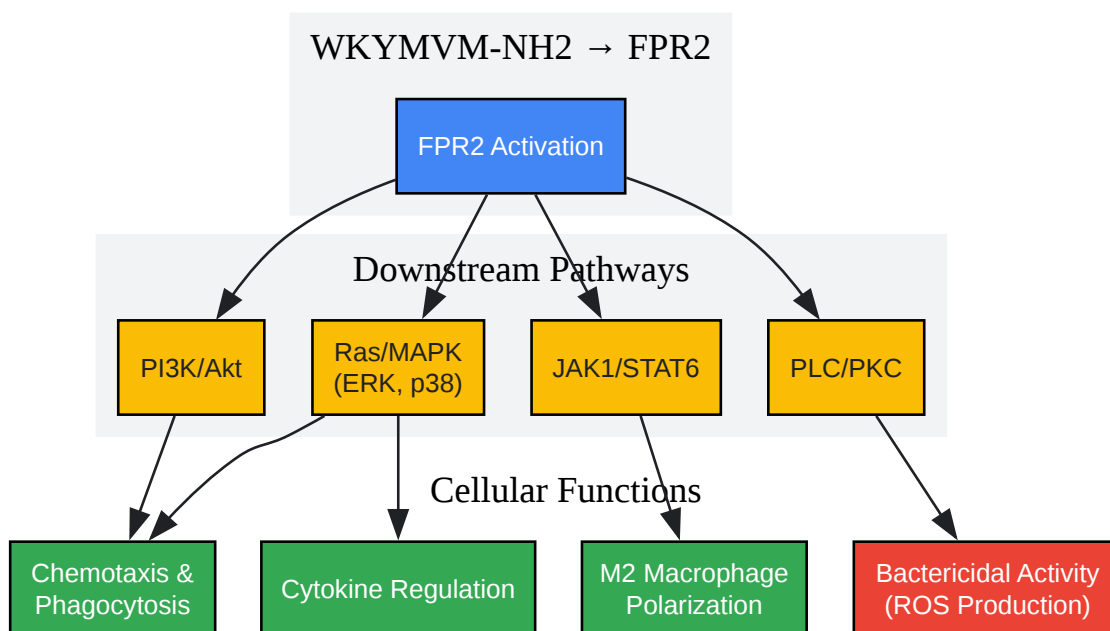 WKYMVM-NH2 → FPR2
FPR2 Activation
Downstream Pathways
PI3K/Akt
Ras/MAPK
(ERK, p38)
JAK1/STAT6
PLC/PKC
Cellular Functions
Chemotaxis &
Phagocytosis
Cytokine Regulation
M2 Macrophage
Polarization
Bactericidal Activity
(ROS Production)